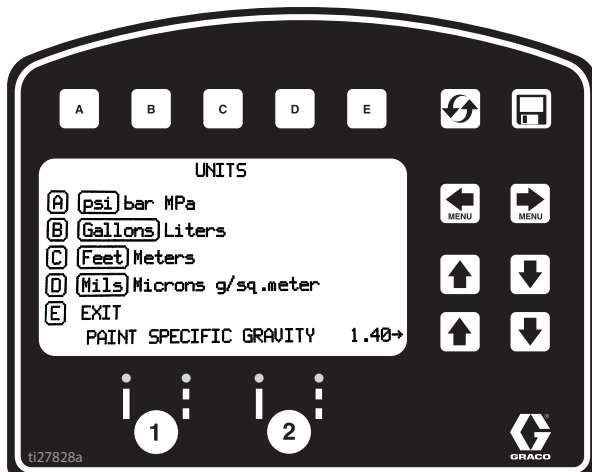 A B C D E
UNITS
A psi bar MPa
MENU MENU
B Gallons Liters
C Feet Meters
D Mils Microns g/sq.meter
E EXIT
PAINT SPECIFIC GRAVITY 1.40→
1 2
ti27828a
GRACO